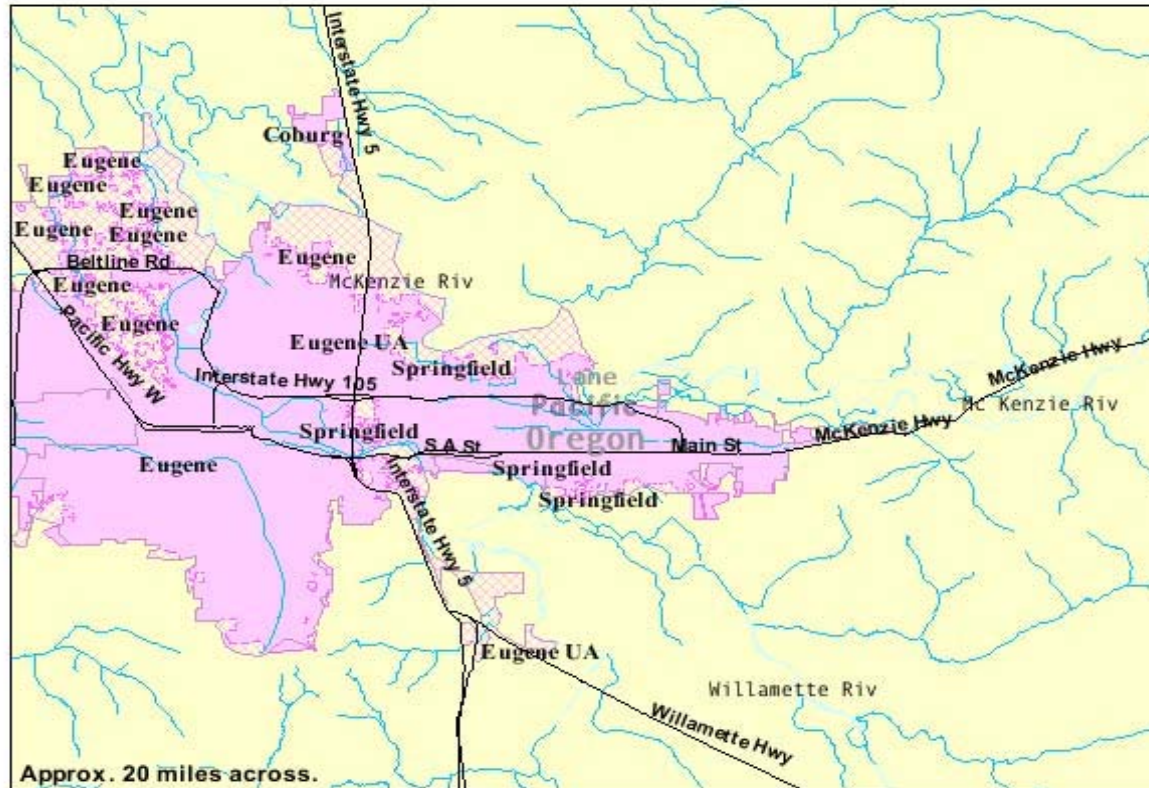 Interstate Hwy 5
Coburg
Eugene
Eugene
Eugene
Eugene
Eugene
Eugene
Beltline Rd
McKenzie Riv
Eugene
Eugene
Pacific Hwy W
Eugene UA
McKenzie Hwy
Springfield
Interstate Hwy 105
Lane
Pacific
Oregon
Mc Kenzie Riv
McKenzie Hwy
Springfield
S A St
Main St
Eugene
Springfield
Interstate Hwy 5
Springfield
Eugene UA
Willamette Riv
Willamette Hwy
Approx. 20 miles across.